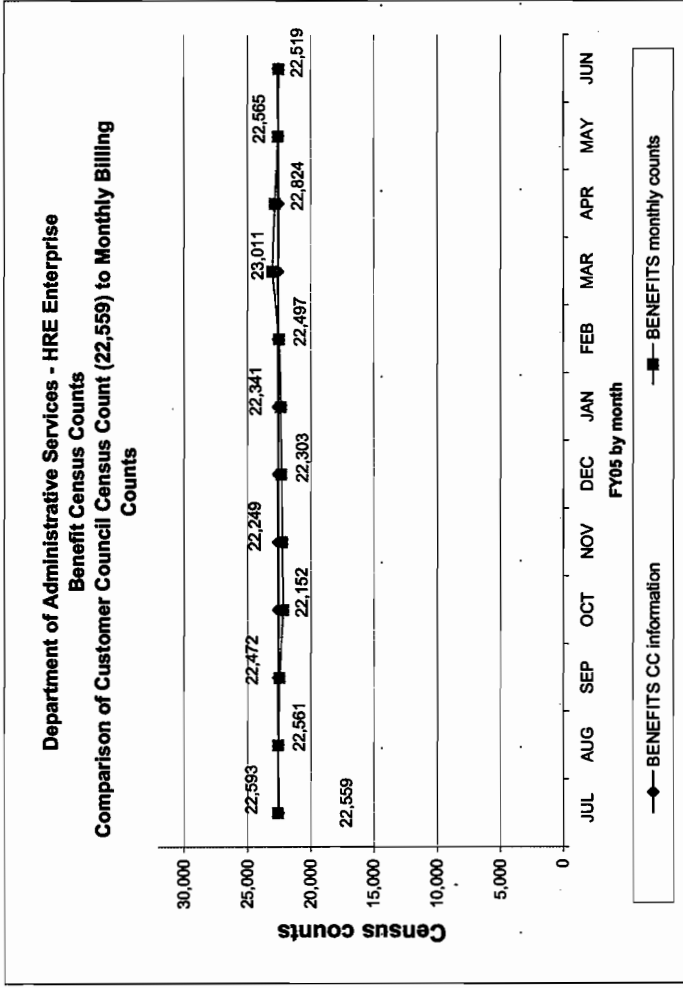 Department of Administrative Services - HRE Enterprise
Benefit Census Counts
Comparison of Customer Council Census Count (22,559) to Monthly Billing
Counts
Census counts
30,000
25,000
20,000
15,000
10,000
5,000
0
22,593
22,561
22,472
22,152
22,249
22,303
22,341
22,497
23,011
22,824
22,565
22,519
22,559
JUL AUG SEP OCT NOV DEC JAN FEB MAR APR MAY JUN
FY05 by month
BENEFITS CC information BENEFITS monthly counts